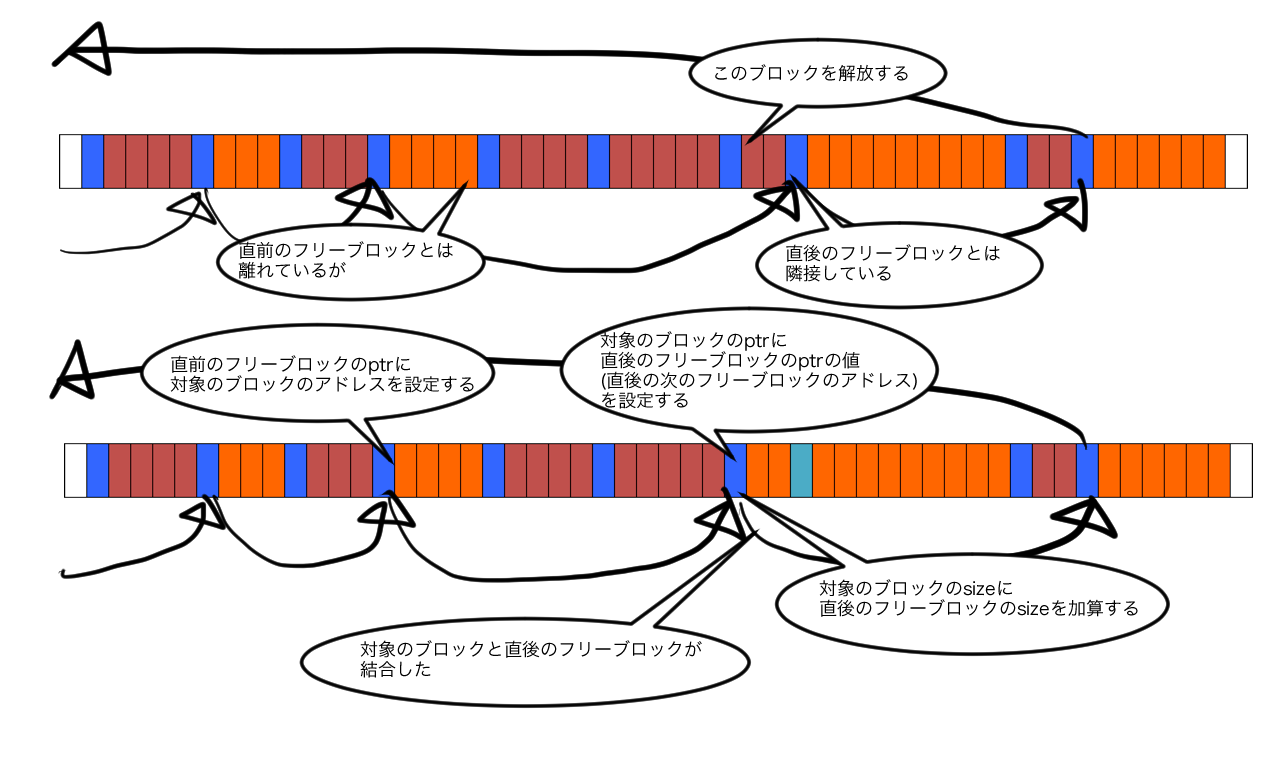 このブロックを解放する
直前のフリーブロックとは
離れているが
直後のフリーブロックとは
隣接している
直前のフリーブロックのptrに
対象のブロックのアドレスを設定する
対象のブロックのptrに
直後のフリーブロックのptrの値
(直後の次のフリーブロックのアドレス)
を設定する
対象のブロックのsizeに
直後のフリーブロックのsizeを加算する
対象のブロックと直後のフリーブロックが
結合した